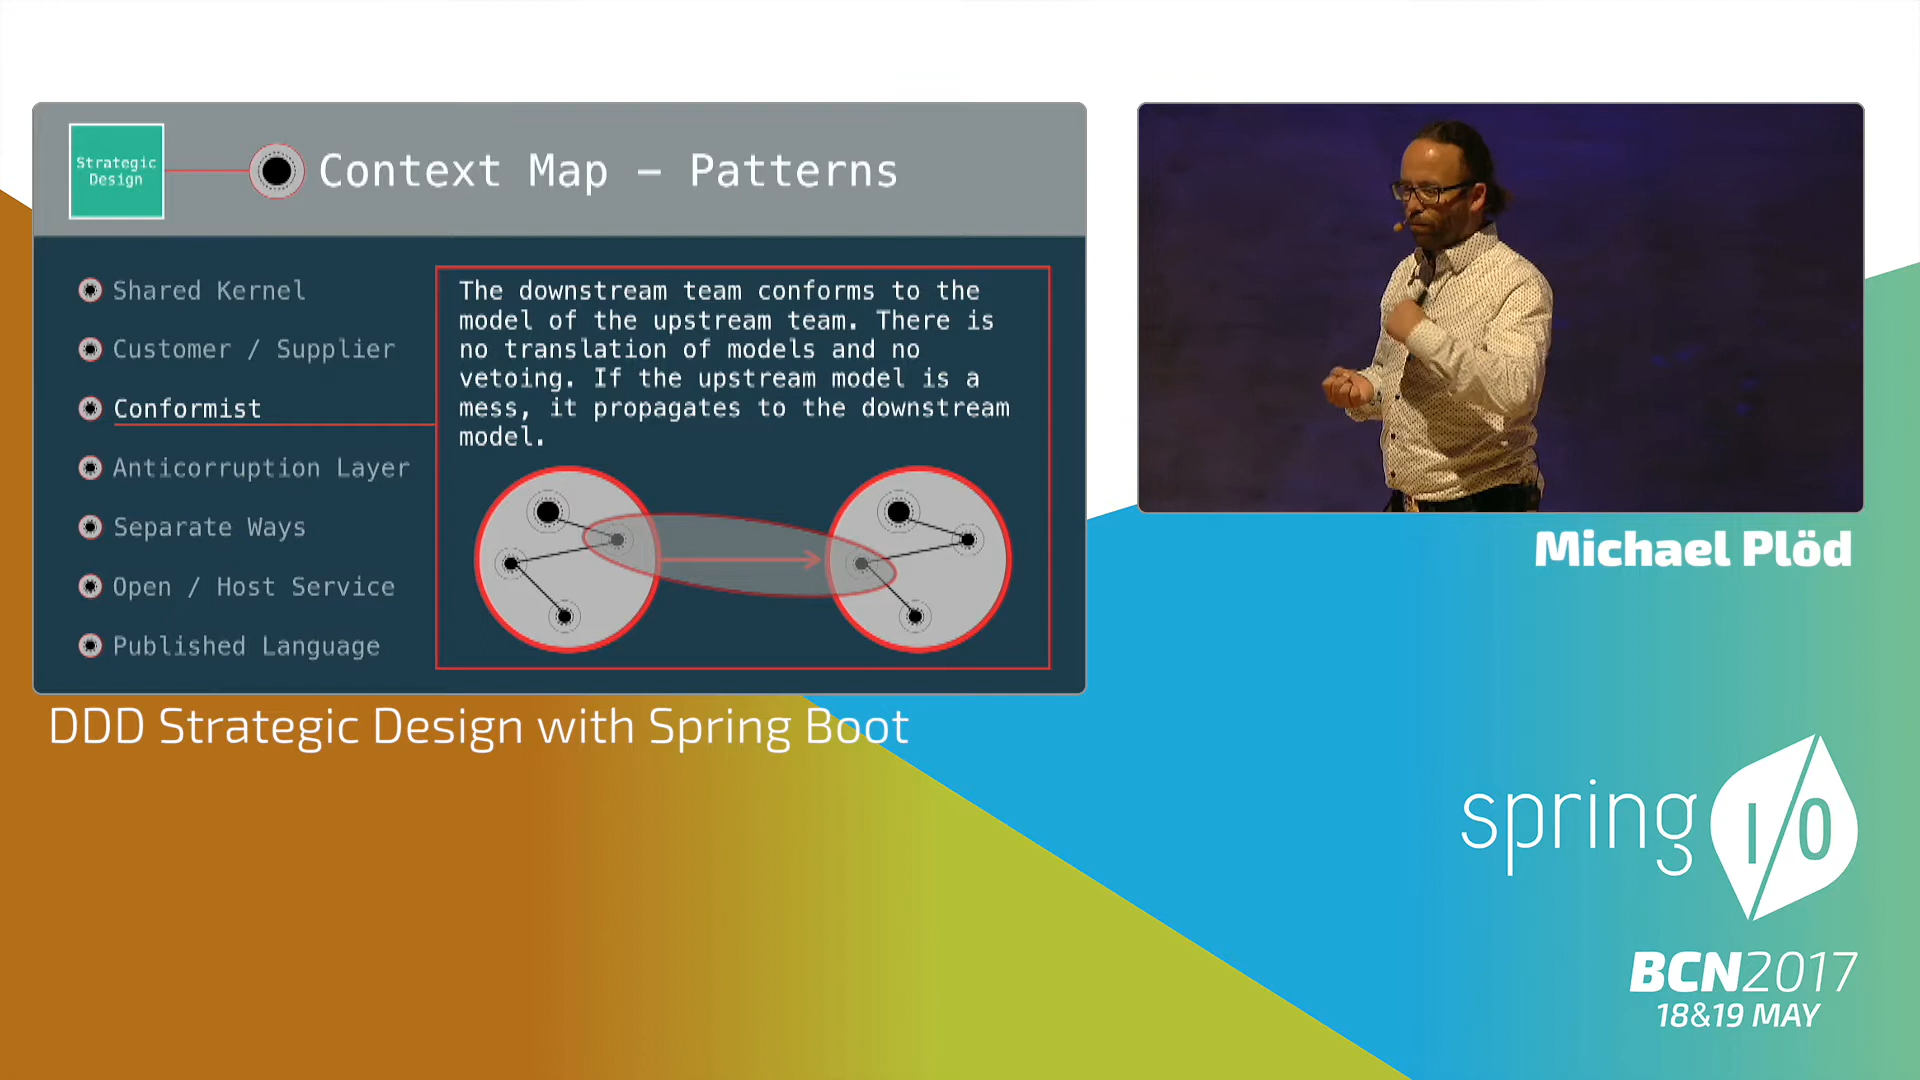 Strategic
Design
Context Map – Patterns
Shared Kernel
Customer / Supplier
Conformist
Anticorruption Layer
Separate Ways
Open / Host Service
Published Language
The downstream team conforms to the
model of the upstream team. There is
no translation of models and no
vetoing. If the upstream model is a
mess, it propagates to the downstream
model.
Michael Plöd
DDD Strategic Design with Spring Boot
spring I/O
BCN2017
18&19 MAY